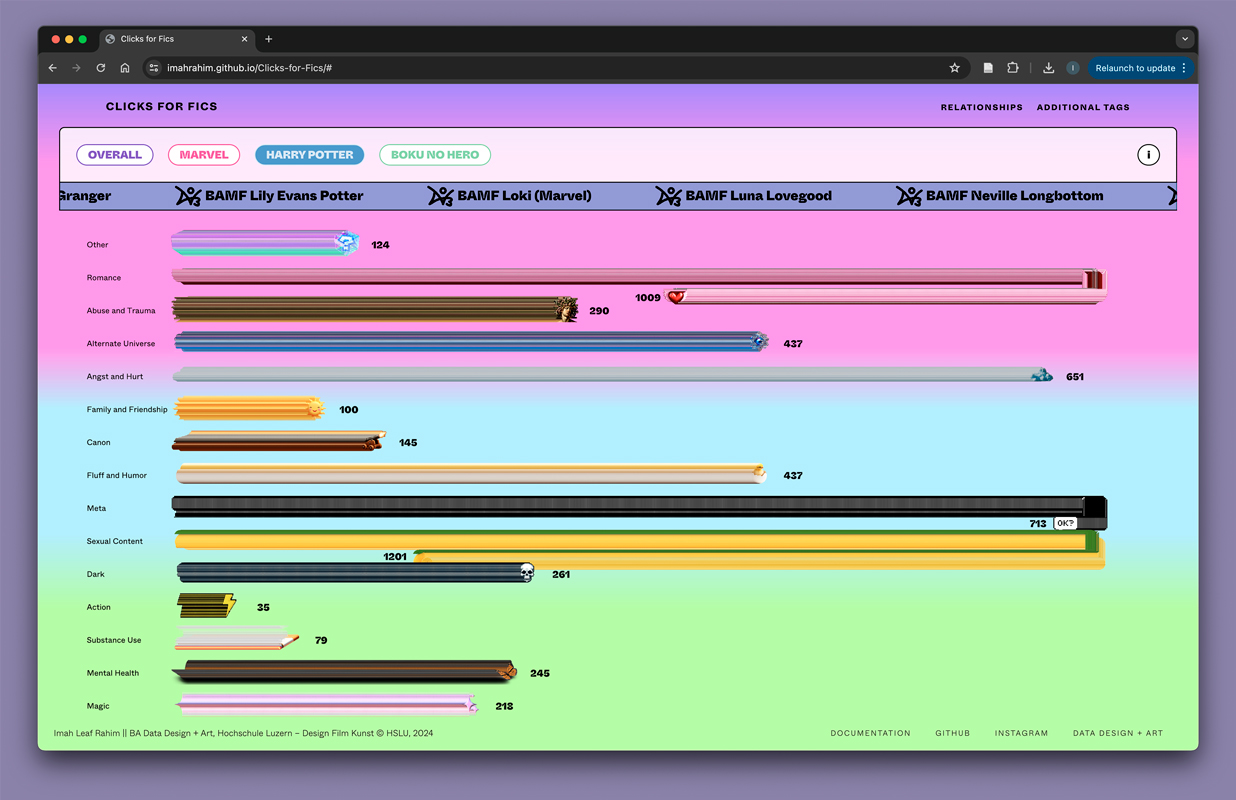 Clicks for Fics
imahrahim.github.io/Clicks-for-Fics/#
Relaunch to update
CLICKS FOR FICS
RELATIONSHIPS ADDITIONAL TAGS
OVERALL MARVEL HARRY POTTER BOKU NO HERO i
Granger BAMF Lily Evans Potter BAMF Loki (Marvel) BAMF Luna Lovegood BAMF Neville Longbottom
Other 124
Romance
1009
Abuse and Trauma 290
Alternate Universe 437
Angst and Hurt 651
Family and Friendship 100
Canon 145
Fluff and Humor 437
Meta
713 OK?
Sexual Content
1201
Dark 261
Action 35
Substance Use 79
Mental Health 245
Magic 218
Imah Leaf Rahim || BA Data Design + Art, Hochschule Luzern – Design Film Kunst © HSLU, 2024
DOCUMENTATION GITHUB INSTAGRAM DATA DESIGN + ART